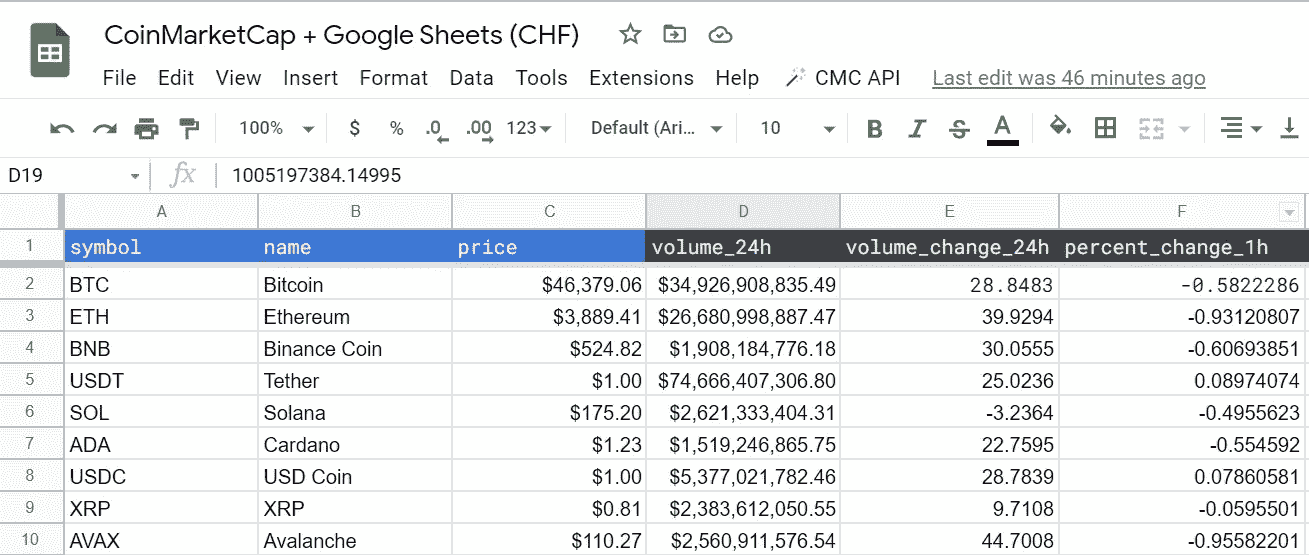 CoinMarketCap + Google Sheets (CHF)
File Edit View Insert Format Data Tools Extensions Help CMC API Last edit was 46 minutes ago
100% $ % .0 .00 123 Default (Ari... 10 B I S A
D19 fx 1005197384.14995
A B C D E F
1 symbol name price volume_24h volume_change_24h percent_change_1h
2 BTC Bitcoin $46,379.06 $34,926,908,835.49 28.8483 -0.5822286
3 ETH Ethereum $3,889.41 $26,680,998,887.47 39.9294 -0.93120807
4 BNB Binance Coin $524.82 $1,908,184,776.18 30.0555 -0.60693851
5 USDT Tether $1.00 $74,666,407,306.80 25.0236 0.08974074
6 SOL Solana $175.20 $2,621,333,404.31 -3.2364 -0.4955623
7 ADA Cardano $1.23 $1,519,246,865.75 22.7595 -0.554592
8 USDC USD Coin $1.00 $5,377,021,782.46 28.7839 0.07860581
9 XRP XRP $0.81 $2,383,612,050.55 9.7108 -0.0595501
10 AVAX Avalanche $110.27 $2,560,911,576.54 44.7008 -0.95582201